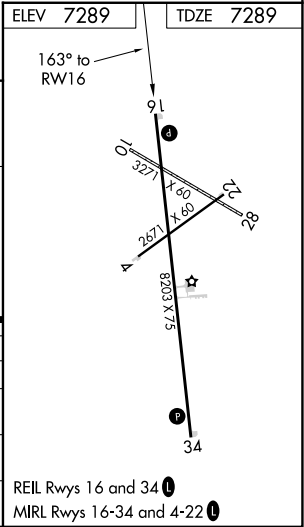 ELEV 7289
TDZE 7289
163° to
RW16
16
P
10
3271 X 60
22
28
2671 X 60
4
8203 X 75
P
34
REIL Rwys 16 and 34 L
MIRL Rwys 16-34 and 4-22 L